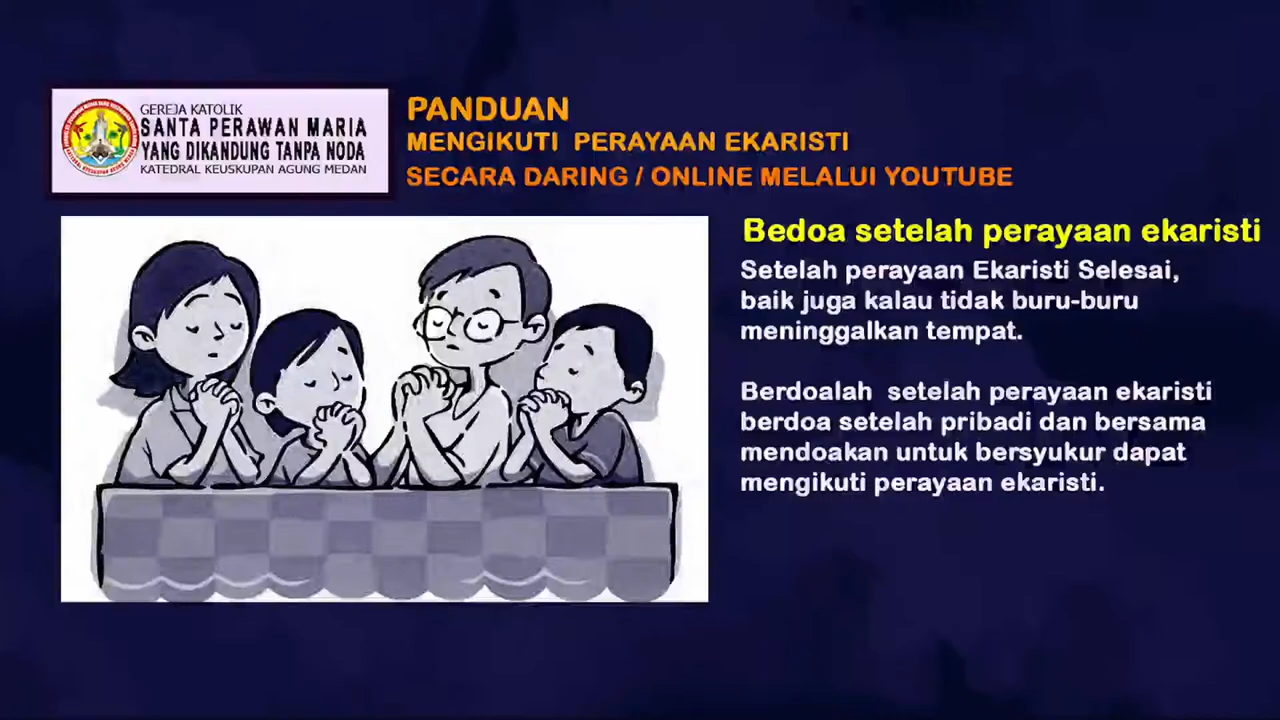 GEREJA KATOLIK
SANTA PERAWAN MARIA
YANG DIKANDUNG TANPA NODA
KATEDRAL KEUSKUPAN AGUNG MEDAN
PANDUAN
MENGIKUTI PERAYAAN EKARISTI
SECARA DARING / ONLINE MELALUI YOUTUBE
Bedoa setelah perayaan ekaristi
Setelah perayaan Ekaristi Selesai,
baik juga kalau tidak buru-buru
meninggalkan tempat.
Berdoalah setelah perayaan ekaristi
berdoa setelah pribadi dan bersama
mendoakan untuk bersyukur dapat
mengikuti perayaan ekaristi.